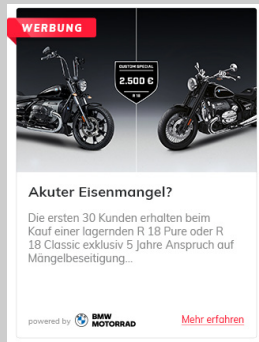 WERBUNG
CUSTOM SPECIAL
2.500 €
R 18
Akuter Eisenmangel?
Die ersten 30 Kunden erhalten beim
Kauf einer lagernden R 18 Pure oder R
18 Classic exklusiv 5 Jahre Anspruch auf
Mängelbeseitigung...
powered by BMW
MOTORRAD
Mehr erfahren